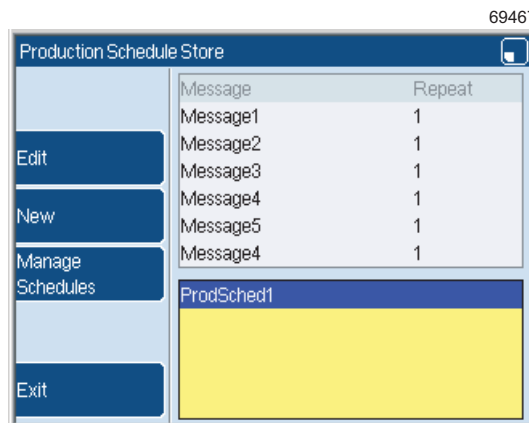 69467
Production Schedule Store
Message Repeat
Message1 1
Message2 1
Message3 1
Message4 1
Message5 1
Message4 1
Edit
New
Manage
Schedules
Exit
ProdSched1